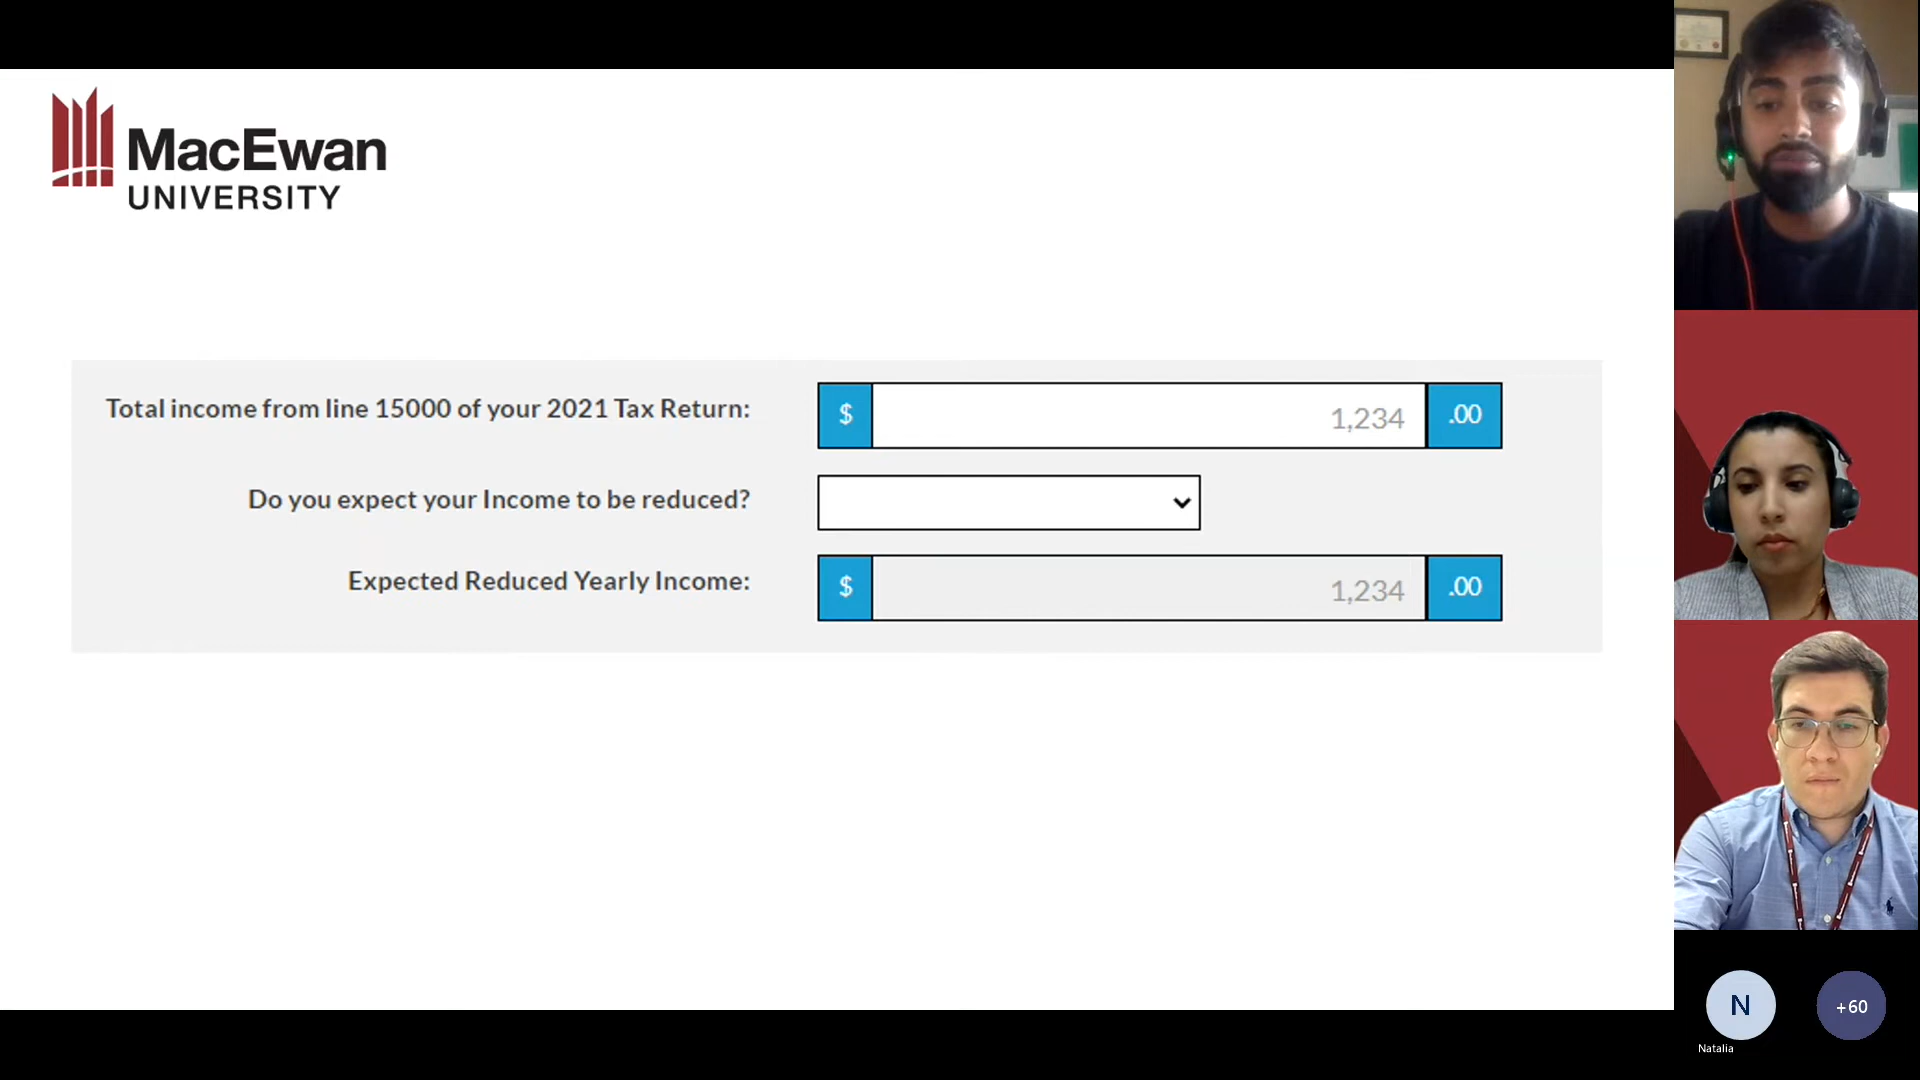 MacEwan
UNIVERSITY
Total income from line 15000 of your 2021 Tax Return:
$ 1,234 .00
Do you expect your Income to be reduced?
Expected Reduced Yearly Income:
$ 1,234 .00
N
+60
Natalia